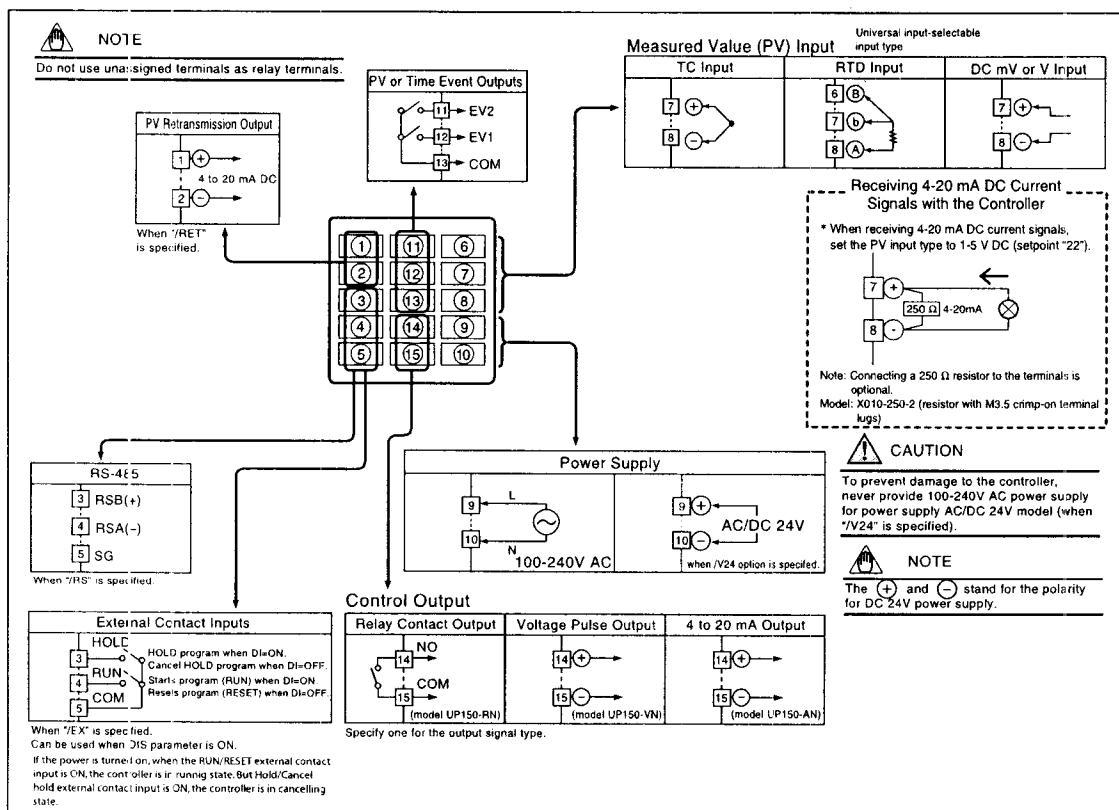 NOTE
Do not use unassigned terminals as relay terminals.
PV Retransmission Output
1 +
4 to 20 mA DC
2 −
When "/RET"
is specified.
PV or Time Event Outputs
11 EV2
12 EV1
13 COM
Measured Value (PV) Input
Universal input-selectable
input type
TC Input
7 +
8 −
RTD Input
6 B
7 b
8 A
DC mV or V Input
7 +
8 −
Receiving 4-20 mA DC Current
Signals with the Controller
* When receiving 4-20 mA DC current signals,
set the PV input type to 1-5 V DC (setpoint "22").
7 +
250 Ω 4-20mA
8 -
Note: Connecting a 250 Ω resistor to the terminals is
optional.
Model: X010-250-2 (resistor with M3.5 crimp-on terminal
lugs)
1 11 6
2 12 7
3 13 8
4 14 9
5 15 10
CAUTION
To prevent damage to the controller,
never provide 100-240V AC power supply
for power supply AC/DC 24V model (when
"/V24" is specified).
NOTE
The + and − stand for the polarity
for DC 24V power supply.
RS-485
3 RSB(+)
4 RSA(−)
5 SG
When "/RS" is specified.
Power Supply
9 L
10 N
100-240V AC
9 +
AC/DC 24V
10 −
when /V24 option is specifed.
External Contact Inputs
HOLD
3
RUN
4
COM
5
HOLD program when DI=ON.
Cancel HOLD program when DI=OFF.
Starts program (RUN) when DI=ON.
Resets program (RESET) when DI=OFF.
When "/EX" is specified.
Can be used when DIS parameter is ON.
If the power is turned on, when the RUN/RESET external contact
input is ON, the controller is in runnig state. But Hold/Cancel
hold external contact input is ON, the controller is in cancelling
state.
Control Output
Relay Contact Output
NO
14
COM
15
(model UP150-RN)
Voltage Pulse Output
14 +
15 −
(model UP150-VN)
4 to 20 mA Output
14 +
15 −
(model UP150-AN)
Specify one for the output signal type.